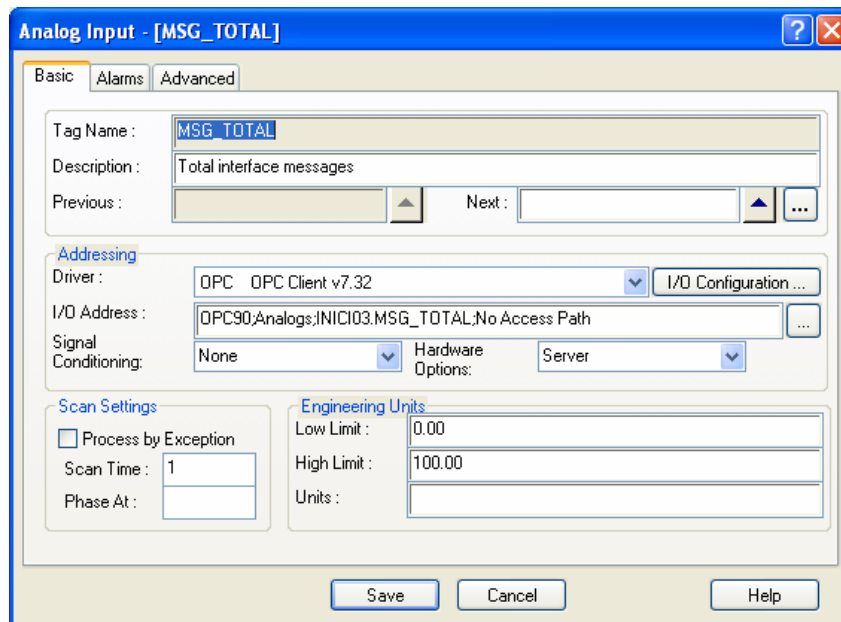 Analog Input - [MSG_TOTAL]
Basic Alarms Advanced
Tag Name : MSG_TOTAL
Description : Total interface messages
Previous : Next : ...
Addressing
Driver : OPC OPC Client v7.32 I/O Configuration ...
I/O Address : OPC90;Analogs;INICI03.MSG_TOTAL;No Access Path ...
Signal Conditioning: None Hardware Options: Server
Scan Settings
Process by Exception
Scan Time : 1
Phase At :
Engineering Units
Low Limit : 0.00
High Limit : 100.00
Units :
Save Cancel Help